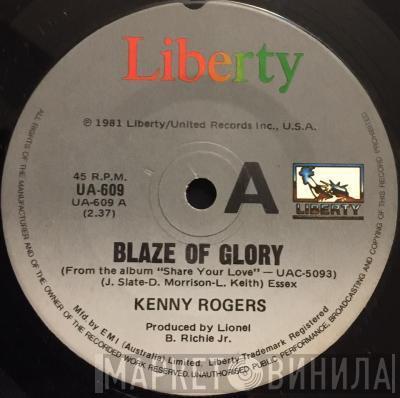 Liberty
℗ 1981 Liberty/United Records Inc., U.S.A.
45 R.P.M.
UA-609
UA-609 A
(2.37)
A
LIBERTY
BLAZE OF GLORY
(From the album "Share Your Love" — UAC-5093)
(J. Slate-D. Morrison-L. Keith) Essex
KENNY ROGERS
Produced by Lionel
B. Richie Jr.
Mfd. by E.M.I. (Australia) Limited. Liberty Trademark Registered
ALL RIGHTS OF THE MANUFACTURER AND OF THE OWNER OF THE RECORDED WORK RESERVED. UNAUTHORISED PUBLIC PERFORMANCE, BROADCASTING AND COPYING OF THIS RECORD PROHIBITED
МАРКЕТ ВИНИЛА